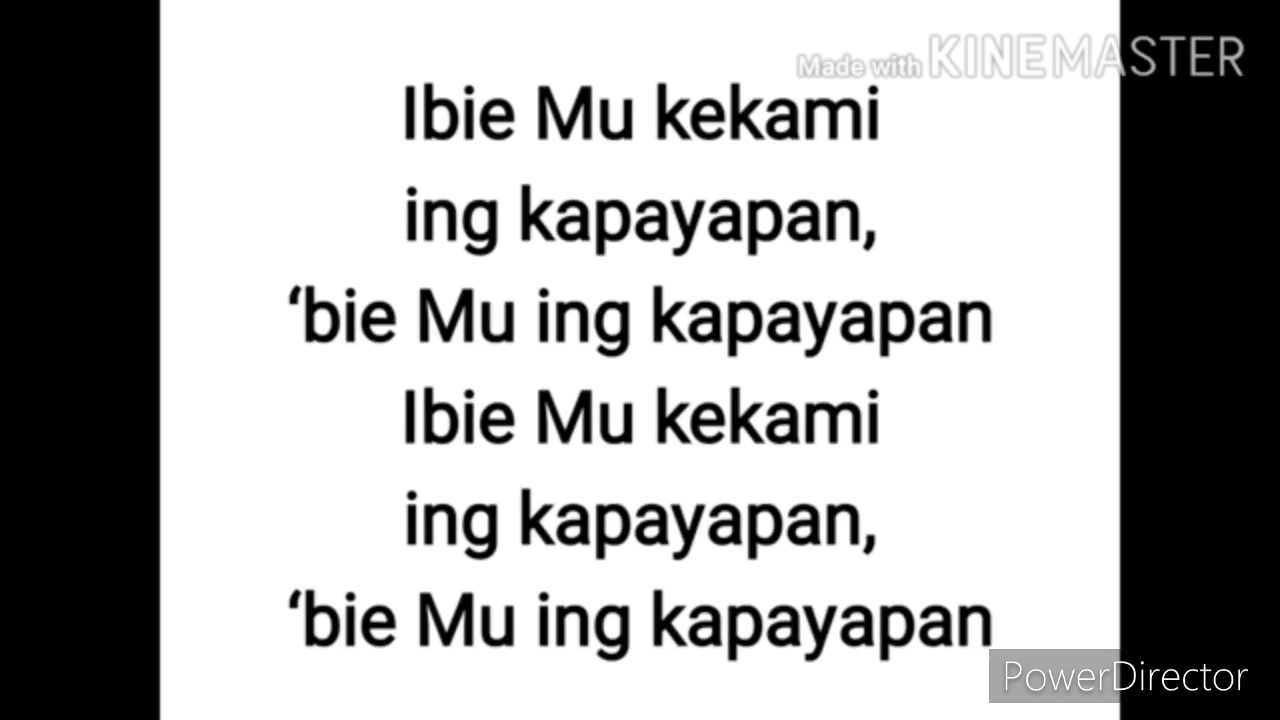 Made with KINEMASTER
Ibie Mu kekami
ing kapayapan,
‘bie Mu ing kapayapan
Ibie Mu kekami
ing kapayapan,
‘bie Mu ing kapayapan
PowerDirector